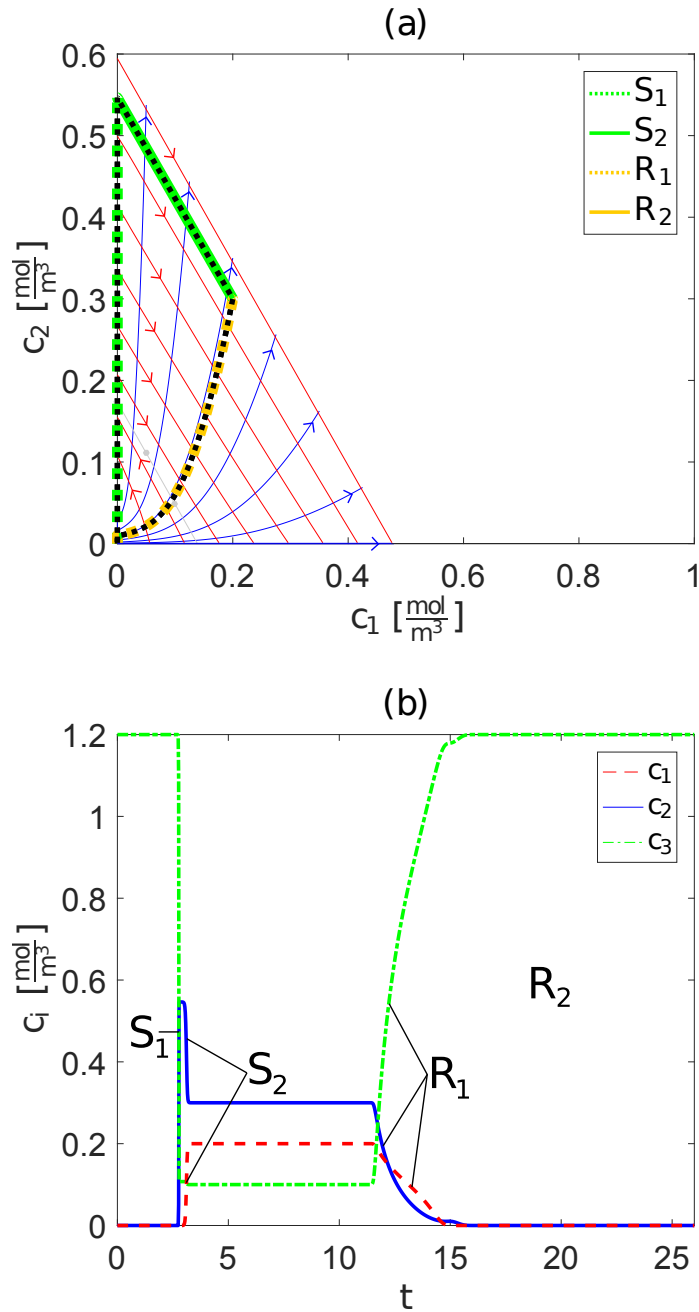 (a)
0.6
0.5
0.4
0.3
0.2
0.1
0
c₂ [mol/m³]
S₁
S₂
R₁
R₂
0 0.2 0.4 0.6 0.8 1
c₁ [mol/m³]
(b)
1.2
1
0.8
0.6
0.4
0.2
0
cᵢ [mol/m³]
c₁
c₂
c₃
R₂
S₁
S₂
R₁
0 5 10 15 20 25
t